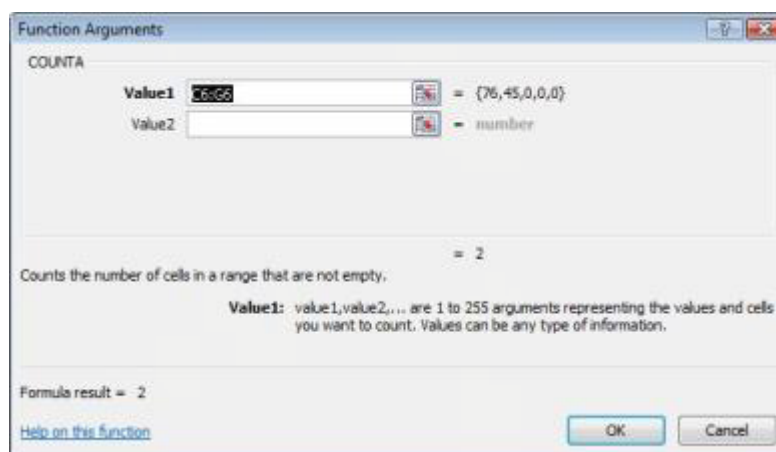 Function Arguments
COUNTA
Value1 C6:G6 = {76,45,0,0,0}
Value2 = number
= 2
Counts the number of cells in a range that are not empty.
Value1: value1,value2,... are 1 to 255 arguments representing the values and cells
you want to count. Values can be any type of information.
Formula result = 2
Help on this function OK Cancel